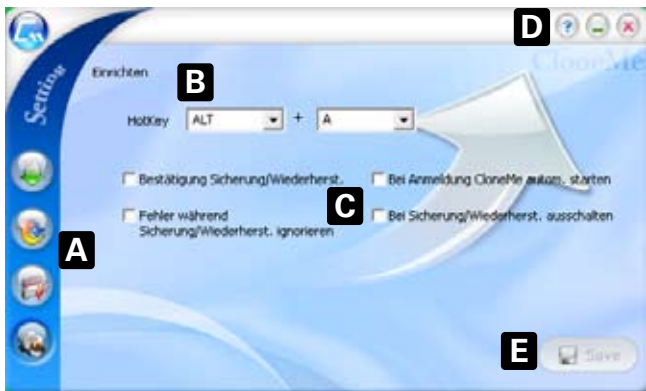 D
?
CloneMe
Setting
Einrichten
B
HotKey ALT + A
Bestätigung Sicherung/Wiederherst.
Bei Anmeldung CloneMe autom. starten
Fehler während
Sicherung/Wiederherst. ignorieren
C
Bei Sicherung/Wiederherst. ausschalten
A
E
Save